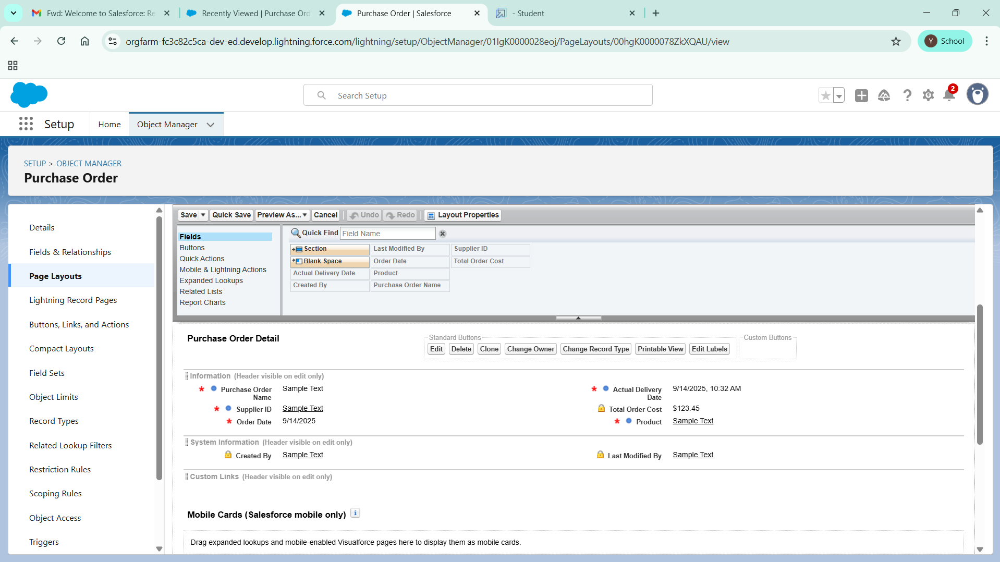 Fwd: Welcome to Salesforce: Re
Recently Viewed | Purchase Ord
Purchase Order | Salesforce
- Student
orgfarm-fc3c82c5ca-dev-ed.develop.lightning.force.com/lightning/setup/ObjectManager/01IgK0000028eoj/PageLayouts/00hgK0000078ZkXQAU/view
Y School
Search Setup
2
Setup
Home
Object Manager
SETUP > OBJECT MANAGER
Purchase Order
Details
Fields & Relationships
Page Layouts
Lightning Record Pages
Buttons, Links, and Actions
Compact Layouts
Field Sets
Object Limits
Record Types
Related Lookup Filters
Restriction Rules
Scoping Rules
Object Access
Triggers
Save Quick Save Preview As... Cancel Undo Redo Layout Properties
Fields
Buttons
Quick Actions
Mobile & Lightning Actions
Expanded Lookups
Related Lists
Report Charts
Quick Find Field Name
Section Last Modified By Supplier ID
Blank Space Order Date Total Order Cost
Actual Delivery Date Product
Created By Purchase Order Name
Purchase Order Detail
Standard Buttons
Edit Delete Clone Change Owner Change Record Type Printable View Edit Labels
Custom Buttons
Information (Header visible on edit only)
* Purchase Order Name Sample Text
* Actual Delivery Date 9/14/2025, 10:32 AM
* Supplier ID Sample Text
Total Order Cost $123.45
* Order Date 9/14/2025
* Product Sample Text
System Information (Header visible on edit only)
Created By Sample Text
Last Modified By Sample Text
Custom Links (Header visible on edit only)
Mobile Cards (Salesforce mobile only) i
Drag expanded lookups and mobile-enabled Visualforce pages here to display them as mobile cards.